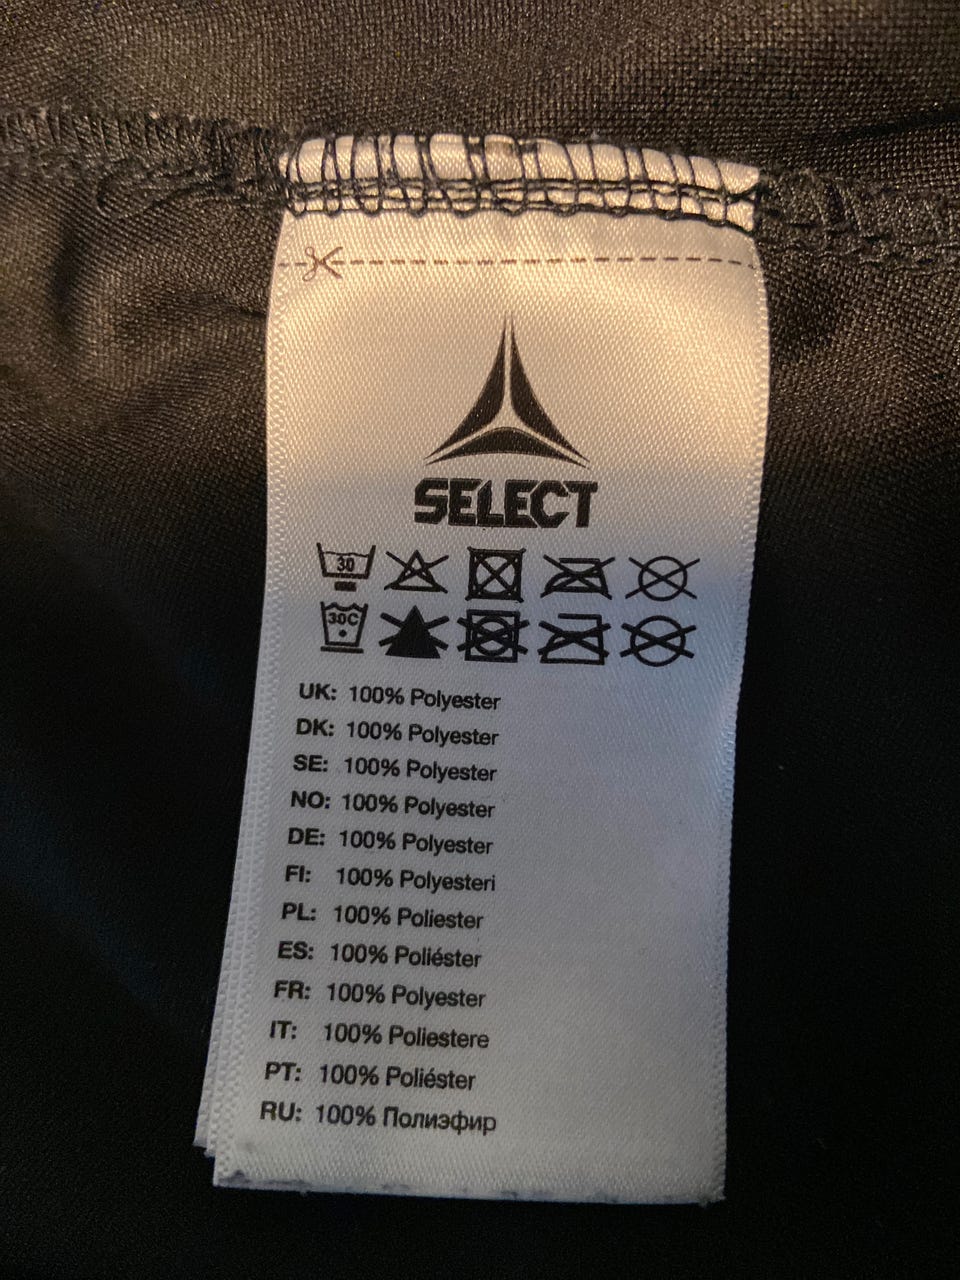 SELECT
30
30C
UK: 100% Polyester
DK: 100% Polyester
SE: 100% Polyester
NO: 100% Polyester
DE: 100% Polyester
FI: 100% Polyesteri
PL: 100% Poliester
ES: 100% Poliéster
FR: 100% Polyester
IT: 100% Poliestere
PT: 100% Poliéster
RU: 100% Полиэфир